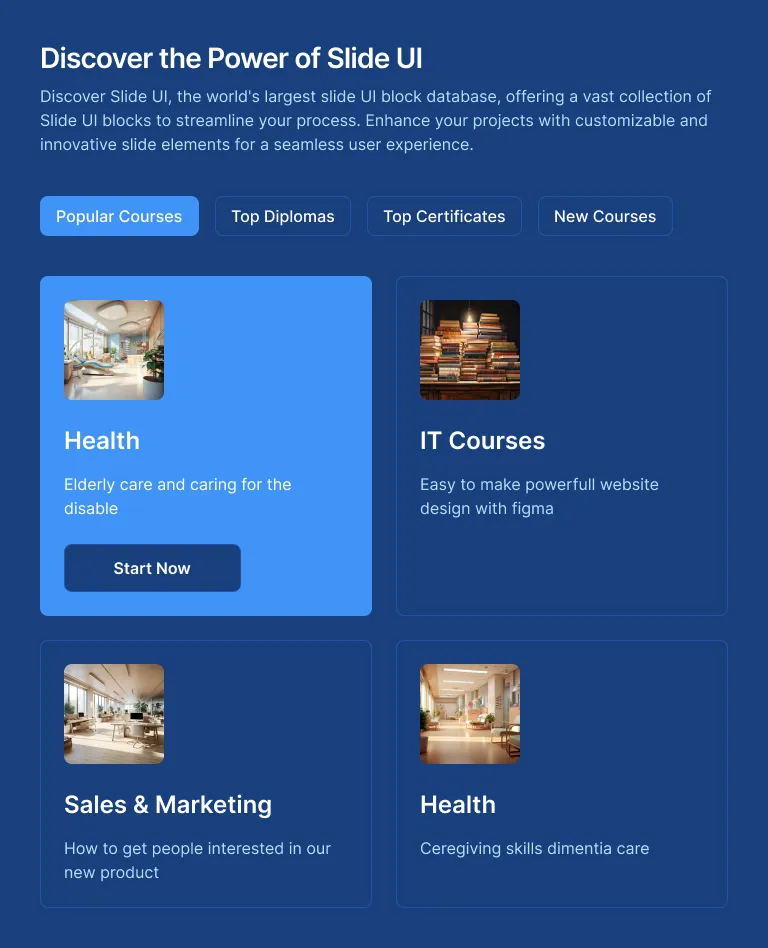 Discover the Power of Slide UI
Discover Slide UI, the world's largest slide UI block database, offering a vast collection of
Slide UI blocks to streamline your process. Enhance your projects with customizable and
innovative slide elements for a seamless user experience.
Popular Courses
Top Diplomas
Top Certificates
New Courses
Health
Elderly care and caring for the
disable
Start Now
IT Courses
Easy to make powerfull website
design with figma
Sales & Marketing
How to get people interested in our
new product
Health
Ceregiving skills dimentia care